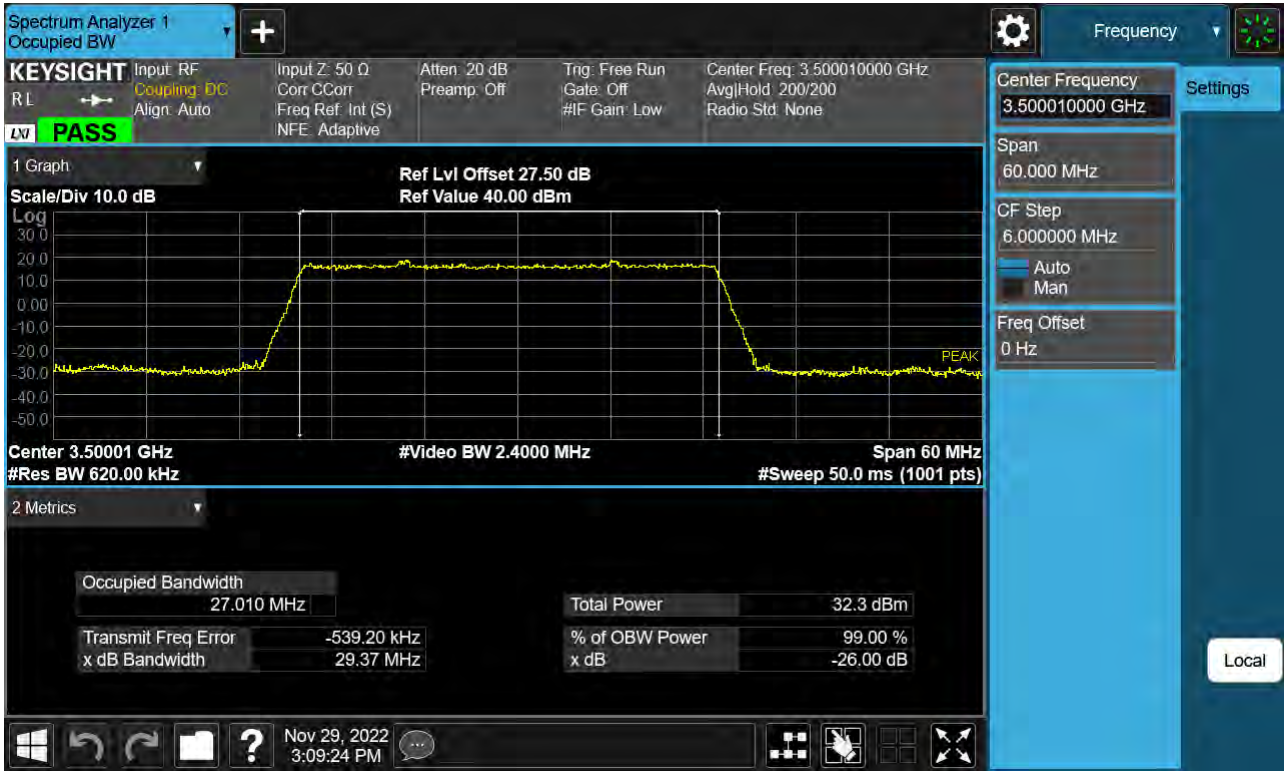 Spectrum Analyzer 1
Occupied BW
Frequency
KEYSIGHT
Input: RF
Coupling: DC
Align: Auto
Input Z: 50 Ω
Corr CCorr
Freq Ref: Int (S)
NFE: Adaptive
Atten: 20 dB
Preamp: Off
Trig: Free Run
Gate: Off
#IF Gain: Low
Center Freq: 3.500010000 GHz
Avg|Hold: 200/200
Radio Std: None
R L
LXI
PASS
Center Frequency
3.500010000 GHz
Settings
Span
60.000 MHz
CF Step
6.000000 MHz
Auto
Man
Freq Offset
0 Hz
Local
1 Graph
Ref Lvl Offset 27.50 dB
Scale/Div 10.0 dB
Ref Value 40.00 dBm
Log
30.0
20.0
10.0
0.00
-10.0
-20.0
-30.0
-40.0
-50.0
PEAK
Center 3.50001 GHz
#Video BW 2.4000 MHz
Span 60 MHz
#Res BW 620.00 kHz
#Sweep 50.0 ms (1001 pts)
2 Metrics
Occupied Bandwidth
27.010 MHz
Total Power 32.3 dBm
Transmit Freq Error -539.20 kHz
% of OBW Power 99.00 %
x dB Bandwidth 29.37 MHz
x dB -26.00 dB
?
Nov 29, 2022
3:09:24 PM